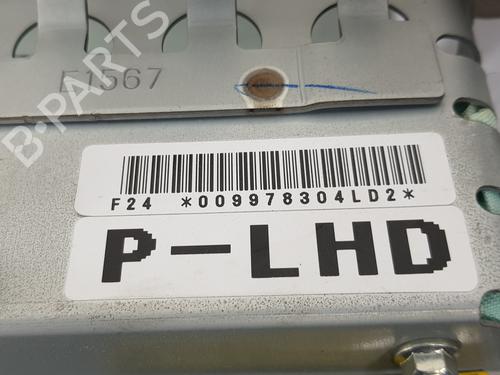 E1567
B-PARTS
F24 *009978304LD2*
P-LHD